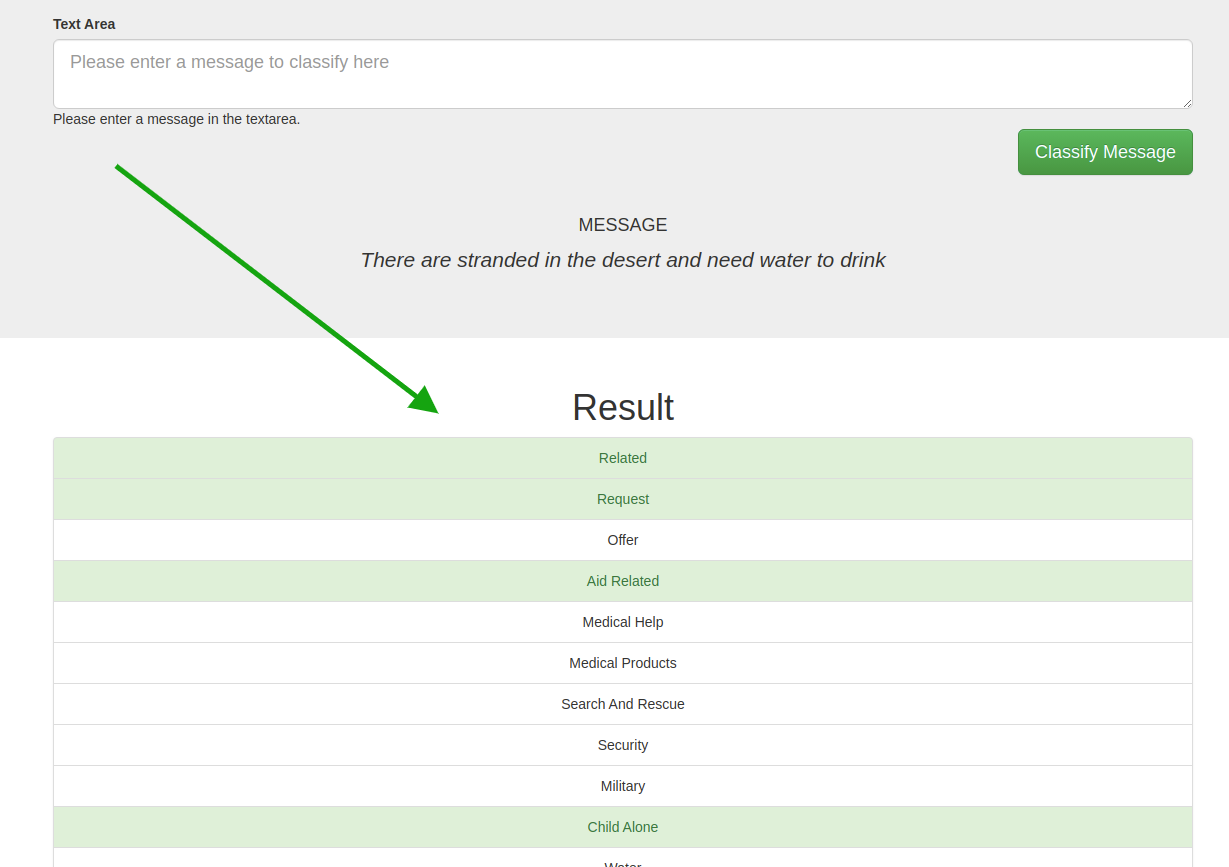 Text Area
Please enter a message to classify here
Please enter a message in the textarea.
Classify Message
MESSAGE
There are stranded in the desert and need water to drink
Result
Related
Request
Offer
Aid Related
Medical Help
Medical Products
Search And Rescue
Security
Military
Child Alone
Water